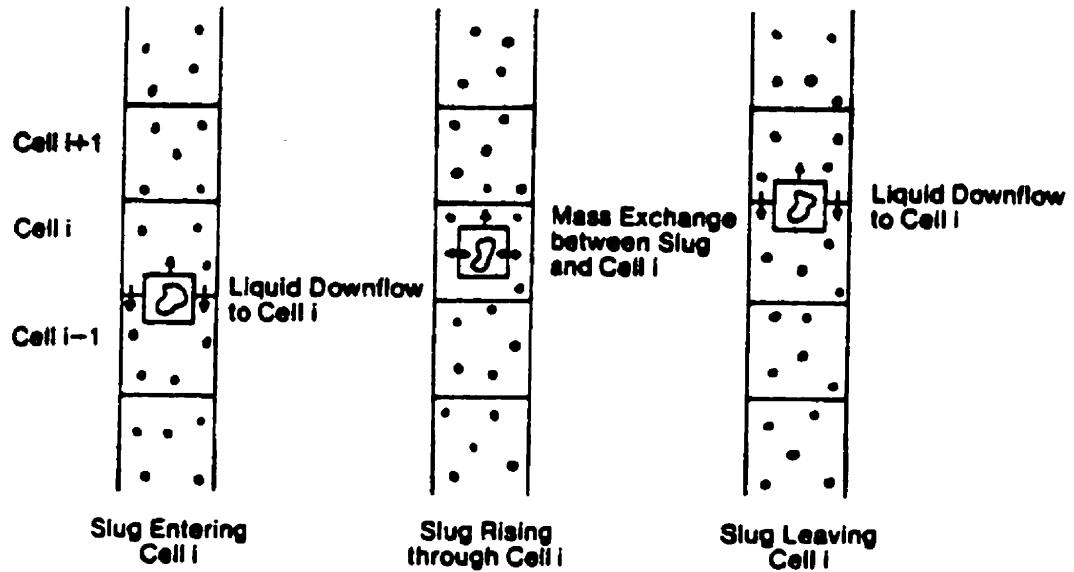 Cell i+1
Cell i
Cell i−1
Liquid Downflow
to Cell i
Mass Exchange
between Slug
and Cell i
Liquid Downflow
to Cell i
Slug Entering
Cell i
Slug Rising
through Cell i
Slug Leaving
Cell i